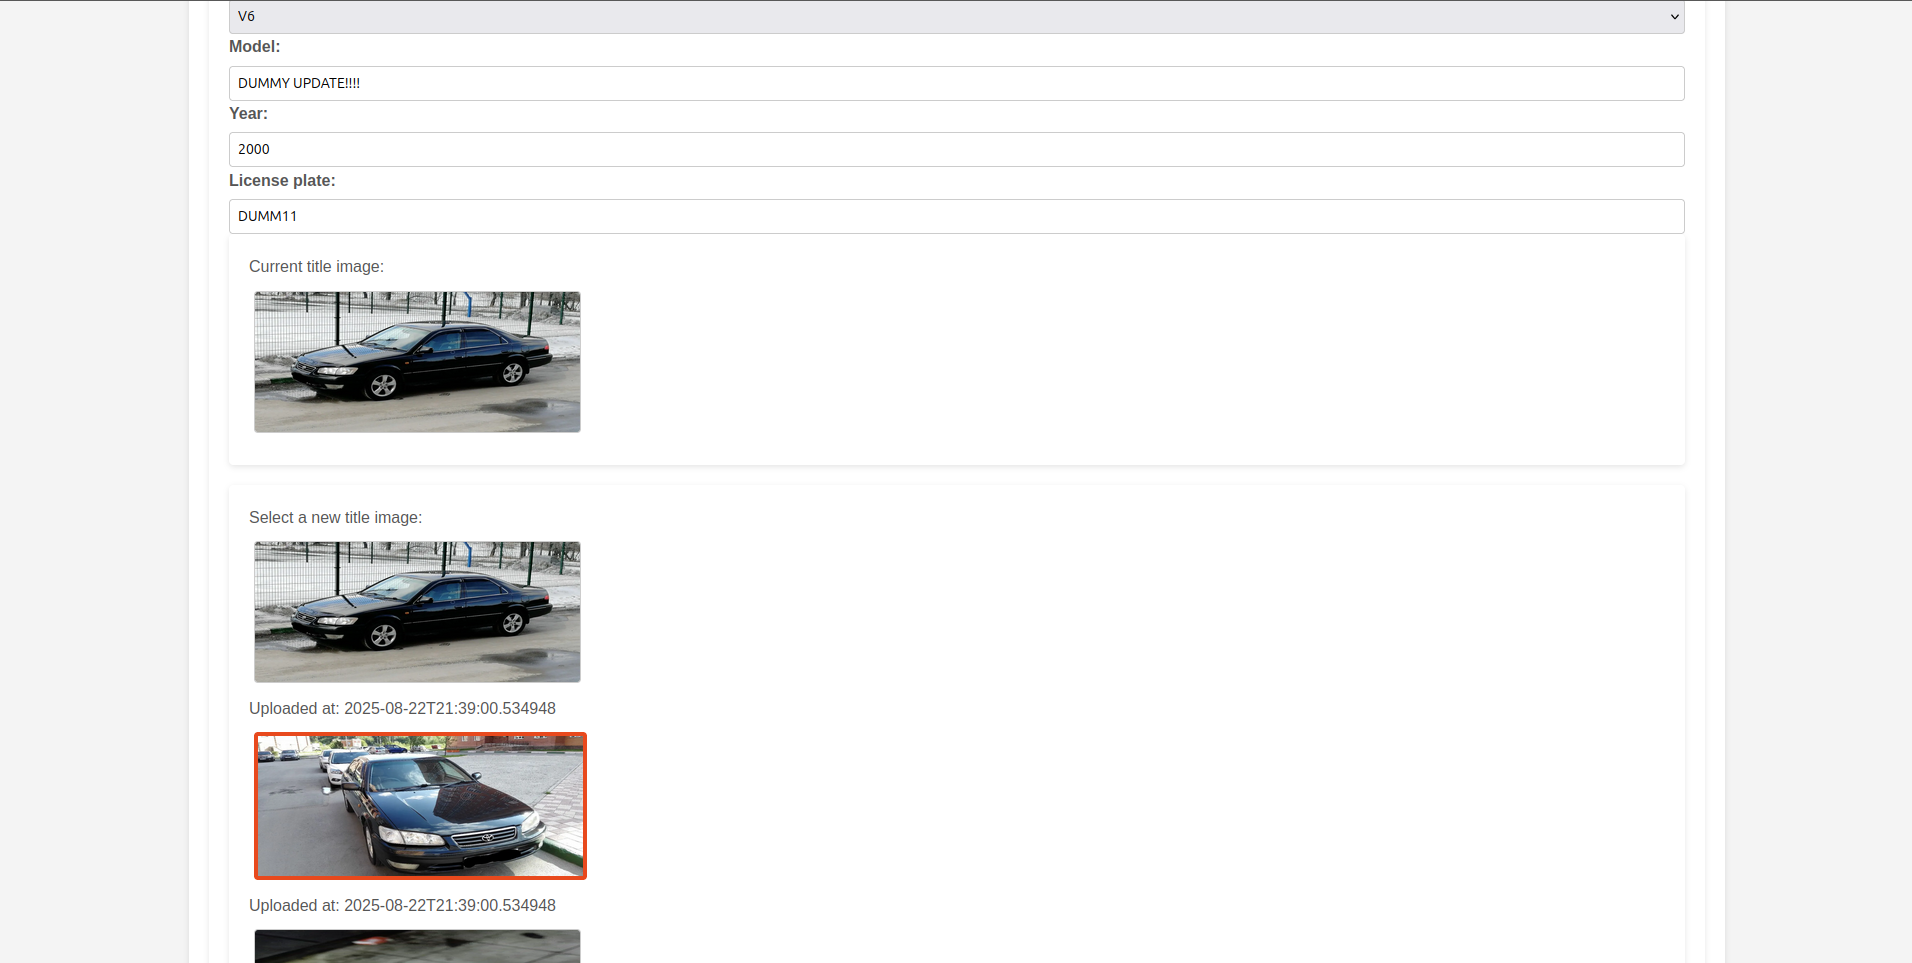 V6
Model:
DUMMY UPDATE!!!!
Year:
2000
License plate:
DUMM11
Current title image:
Select a new title image:
Uploaded at: 2025-08-22T21:39:00.534948
Uploaded at: 2025-08-22T21:39:00.534948